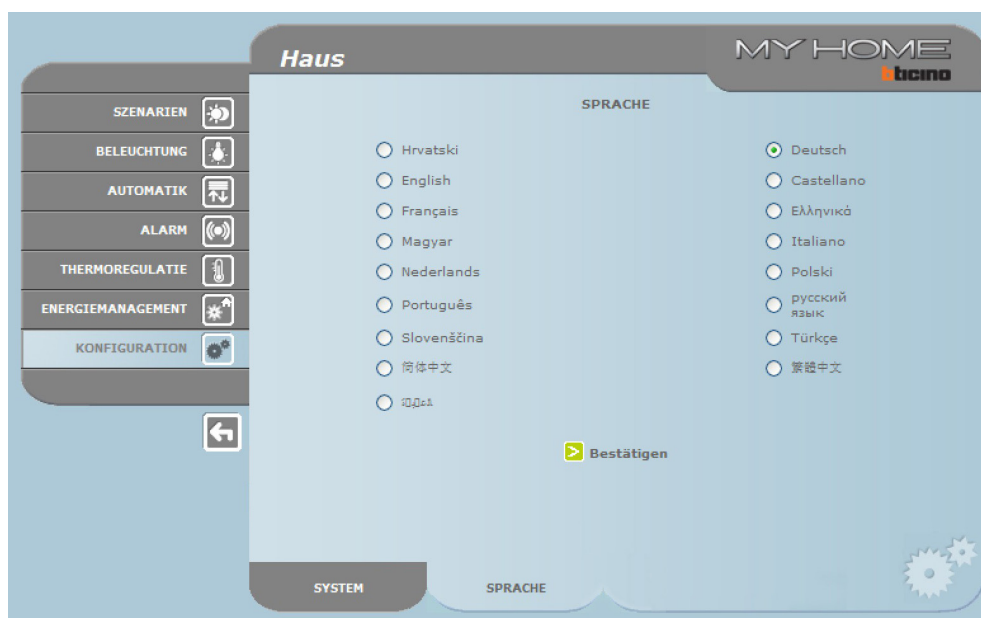 Haus
MY HOME
bticino
SZENARIEN
BELEUCHTUNG
AUTOMATIK
ALARM
THERMOREGULATIE
ENERGIEMANAGEMENT
KONFIGURATION
SPRACHE
Hrvatski
Deutsch
English
Castellano
Français
Ελληνικά
Magyar
Italiano
Nederlands
Polski
Português
русский
язык
Slovenščina
Türkçe
简体中文
繁體中文
Bestätigen
SYSTEM
SPRACHE